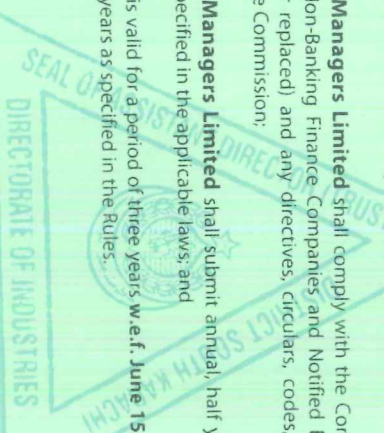 Managers Limited shall comply with the
Non-Banking Finance Companies and Notified
replaced) and any directives, circulars, codes,
Commission;
Managers Limited shall submit annual, half
specified in the applicable laws; and
is valid for a period of three years w.e.f. June 15
years as specified in the Rules.
SEAL OF ASSISTANT DIRECTOR
DISTRICT SOUTH KARACHI
DIRECTORATE OF INDUSTRIES